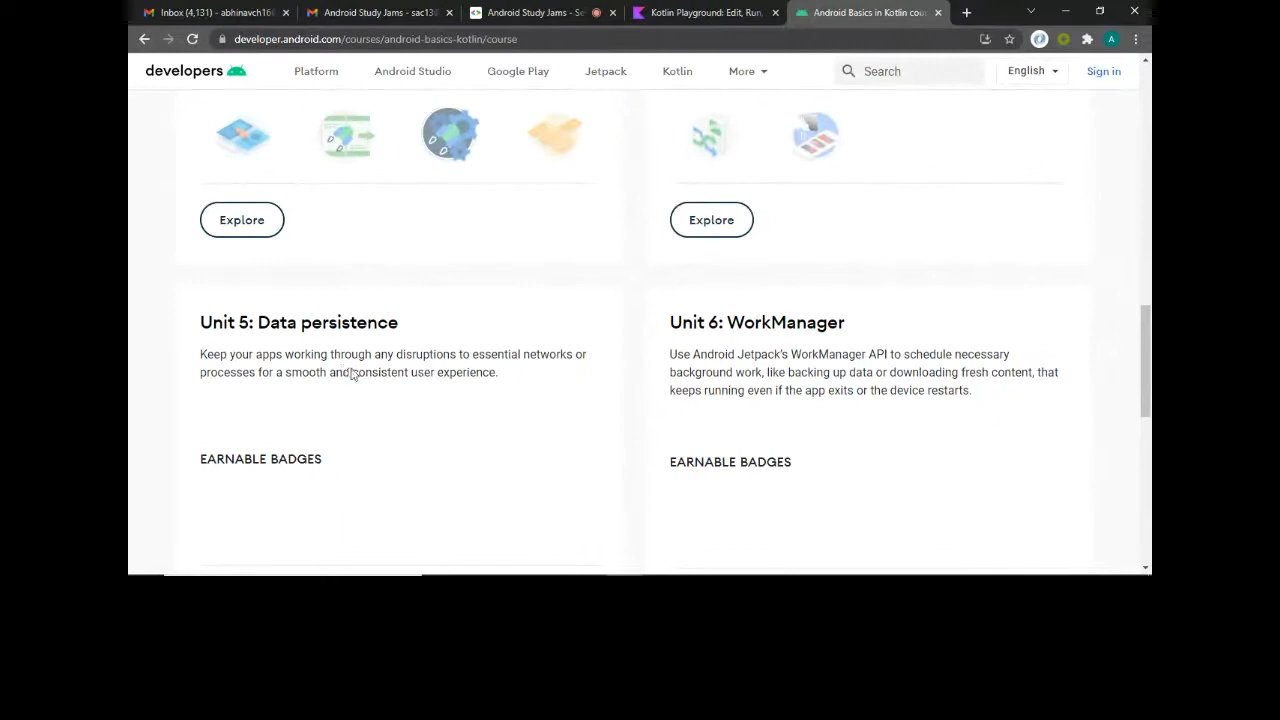 Inbox (4,131) - abhinavch160
Android Study Jams - sac13
Android Study Jams - Se
Kotlin Playground: Edit, Run,
Android Basics in Kotlin cou
developer.android.com/courses/android-basics-kotlin/course
A
developers
Platform
Android Studio
Google Play
Jetpack
Kotlin
More
Search
English
Sign in
Explore
Explore
Unit 5: Data persistence
Keep your apps working through any disruptions to essential networks or
processes for a smooth and consistent user experience.
EARNABLE BADGES
Unit 6: WorkManager
Use Android Jetpack's WorkManager API to schedule necessary
background work, like backing up data or downloading fresh content, that
keeps running even if the app exits or the device restarts.
EARNABLE BADGES